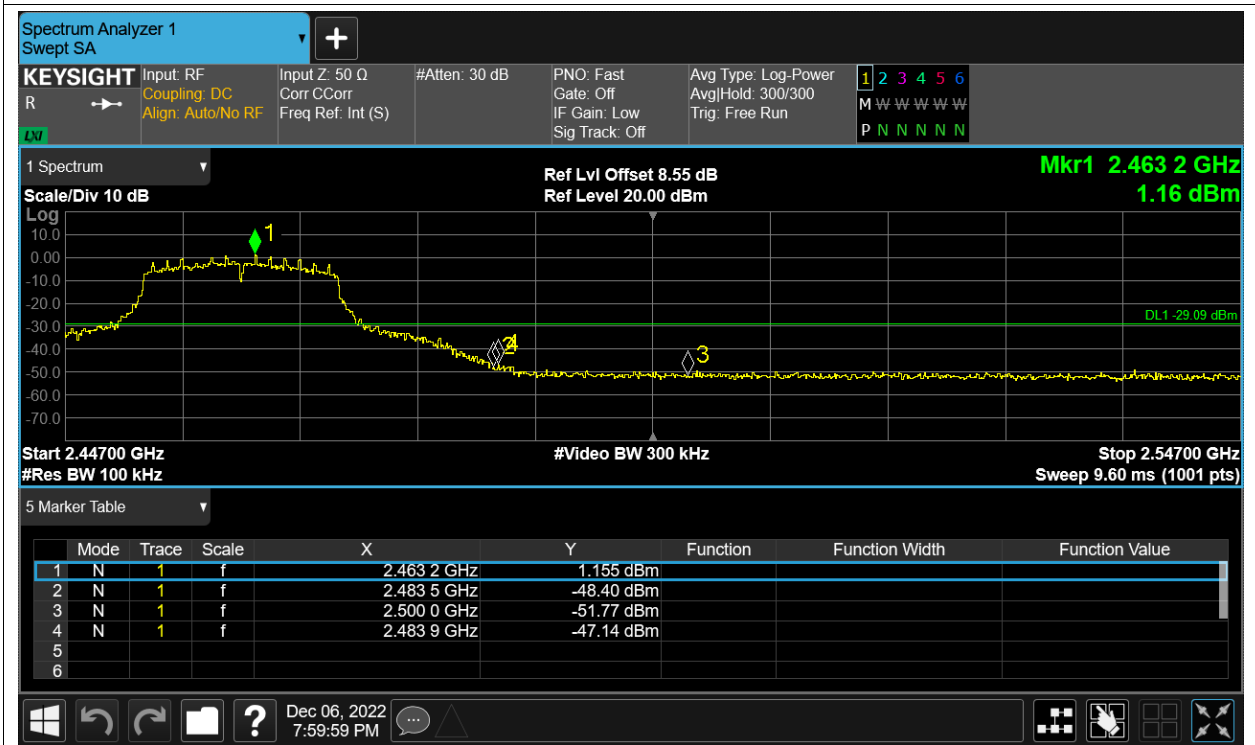 Spectrum Analyzer 1
Swept SA
KEYSIGHT
R
LXI
Input: RF
Coupling: DC
Align: Auto/No RF
Input Z: 50 Ω
Corr CCorr
Freq Ref: Int (S)
#Atten: 30 dB
PNO: Fast
Gate: Off
IF Gain: Low
Sig Track: Off
Avg Type: Log-Power
Avg|Hold: 300/300
Trig: Free Run
1 2 3 4 5 6
M W W W W W
P N N N N N
1 Spectrum
Scale/Div 10 dB
Ref Lvl Offset 8.55 dB
Ref Level 20.00 dBm
Mkr1 2.463 2 GHz
1.16 dBm
Log
10.0
0.00
-10.0
-20.0
-30.0
-40.0
-50.0
-60.0
-70.0
1
2 4
3
DL1 -29.09 dBm
Start 2.44700 GHz
#Res BW 100 kHz
#Video BW 300 kHz
Stop 2.54700 GHz
Sweep 9.60 ms (1001 pts)
5 Marker Table
Mode Trace Scale X Y Function Function Width Function Value
1 N 1 f 2.463 2 GHz 1.155 dBm
2 N 1 f 2.483 5 GHz -48.40 dBm
3 N 1 f 2.500 0 GHz -51.77 dBm
4 N 1 f 2.483 9 GHz -47.14 dBm
5
6
?
Dec 06, 2022
7:59:59 PM